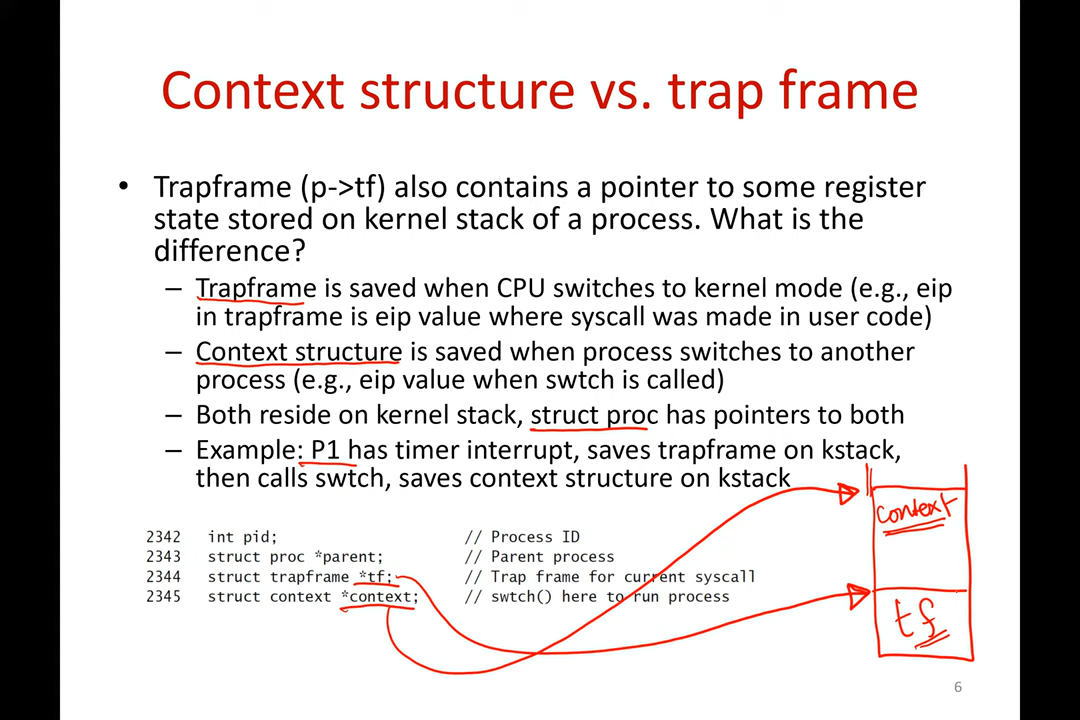 Context structure vs. trap frame
• Trapframe (p->tf) also contains a pointer to some register
state stored on kernel stack of a process. What is the
difference?
– Trapframe is saved when CPU switches to kernel mode (e.g., eip
in trapframe is eip value where syscall was made in user code)
– Context structure is saved when process switches to another
process (e.g., eip value when swtch is called)
– Both reside on kernel stack, struct proc has pointers to both
– Example: P1 has timer interrupt, saves trapframe on kstack,
then calls swtch, saves context structure on kstack
context
2342 int pid; // Process ID
2343 struct proc *parent; // Parent process
2344 struct trapframe *tf; // Trap frame for current syscall
2345 struct context *context; // swtch() here to run process
tf
6